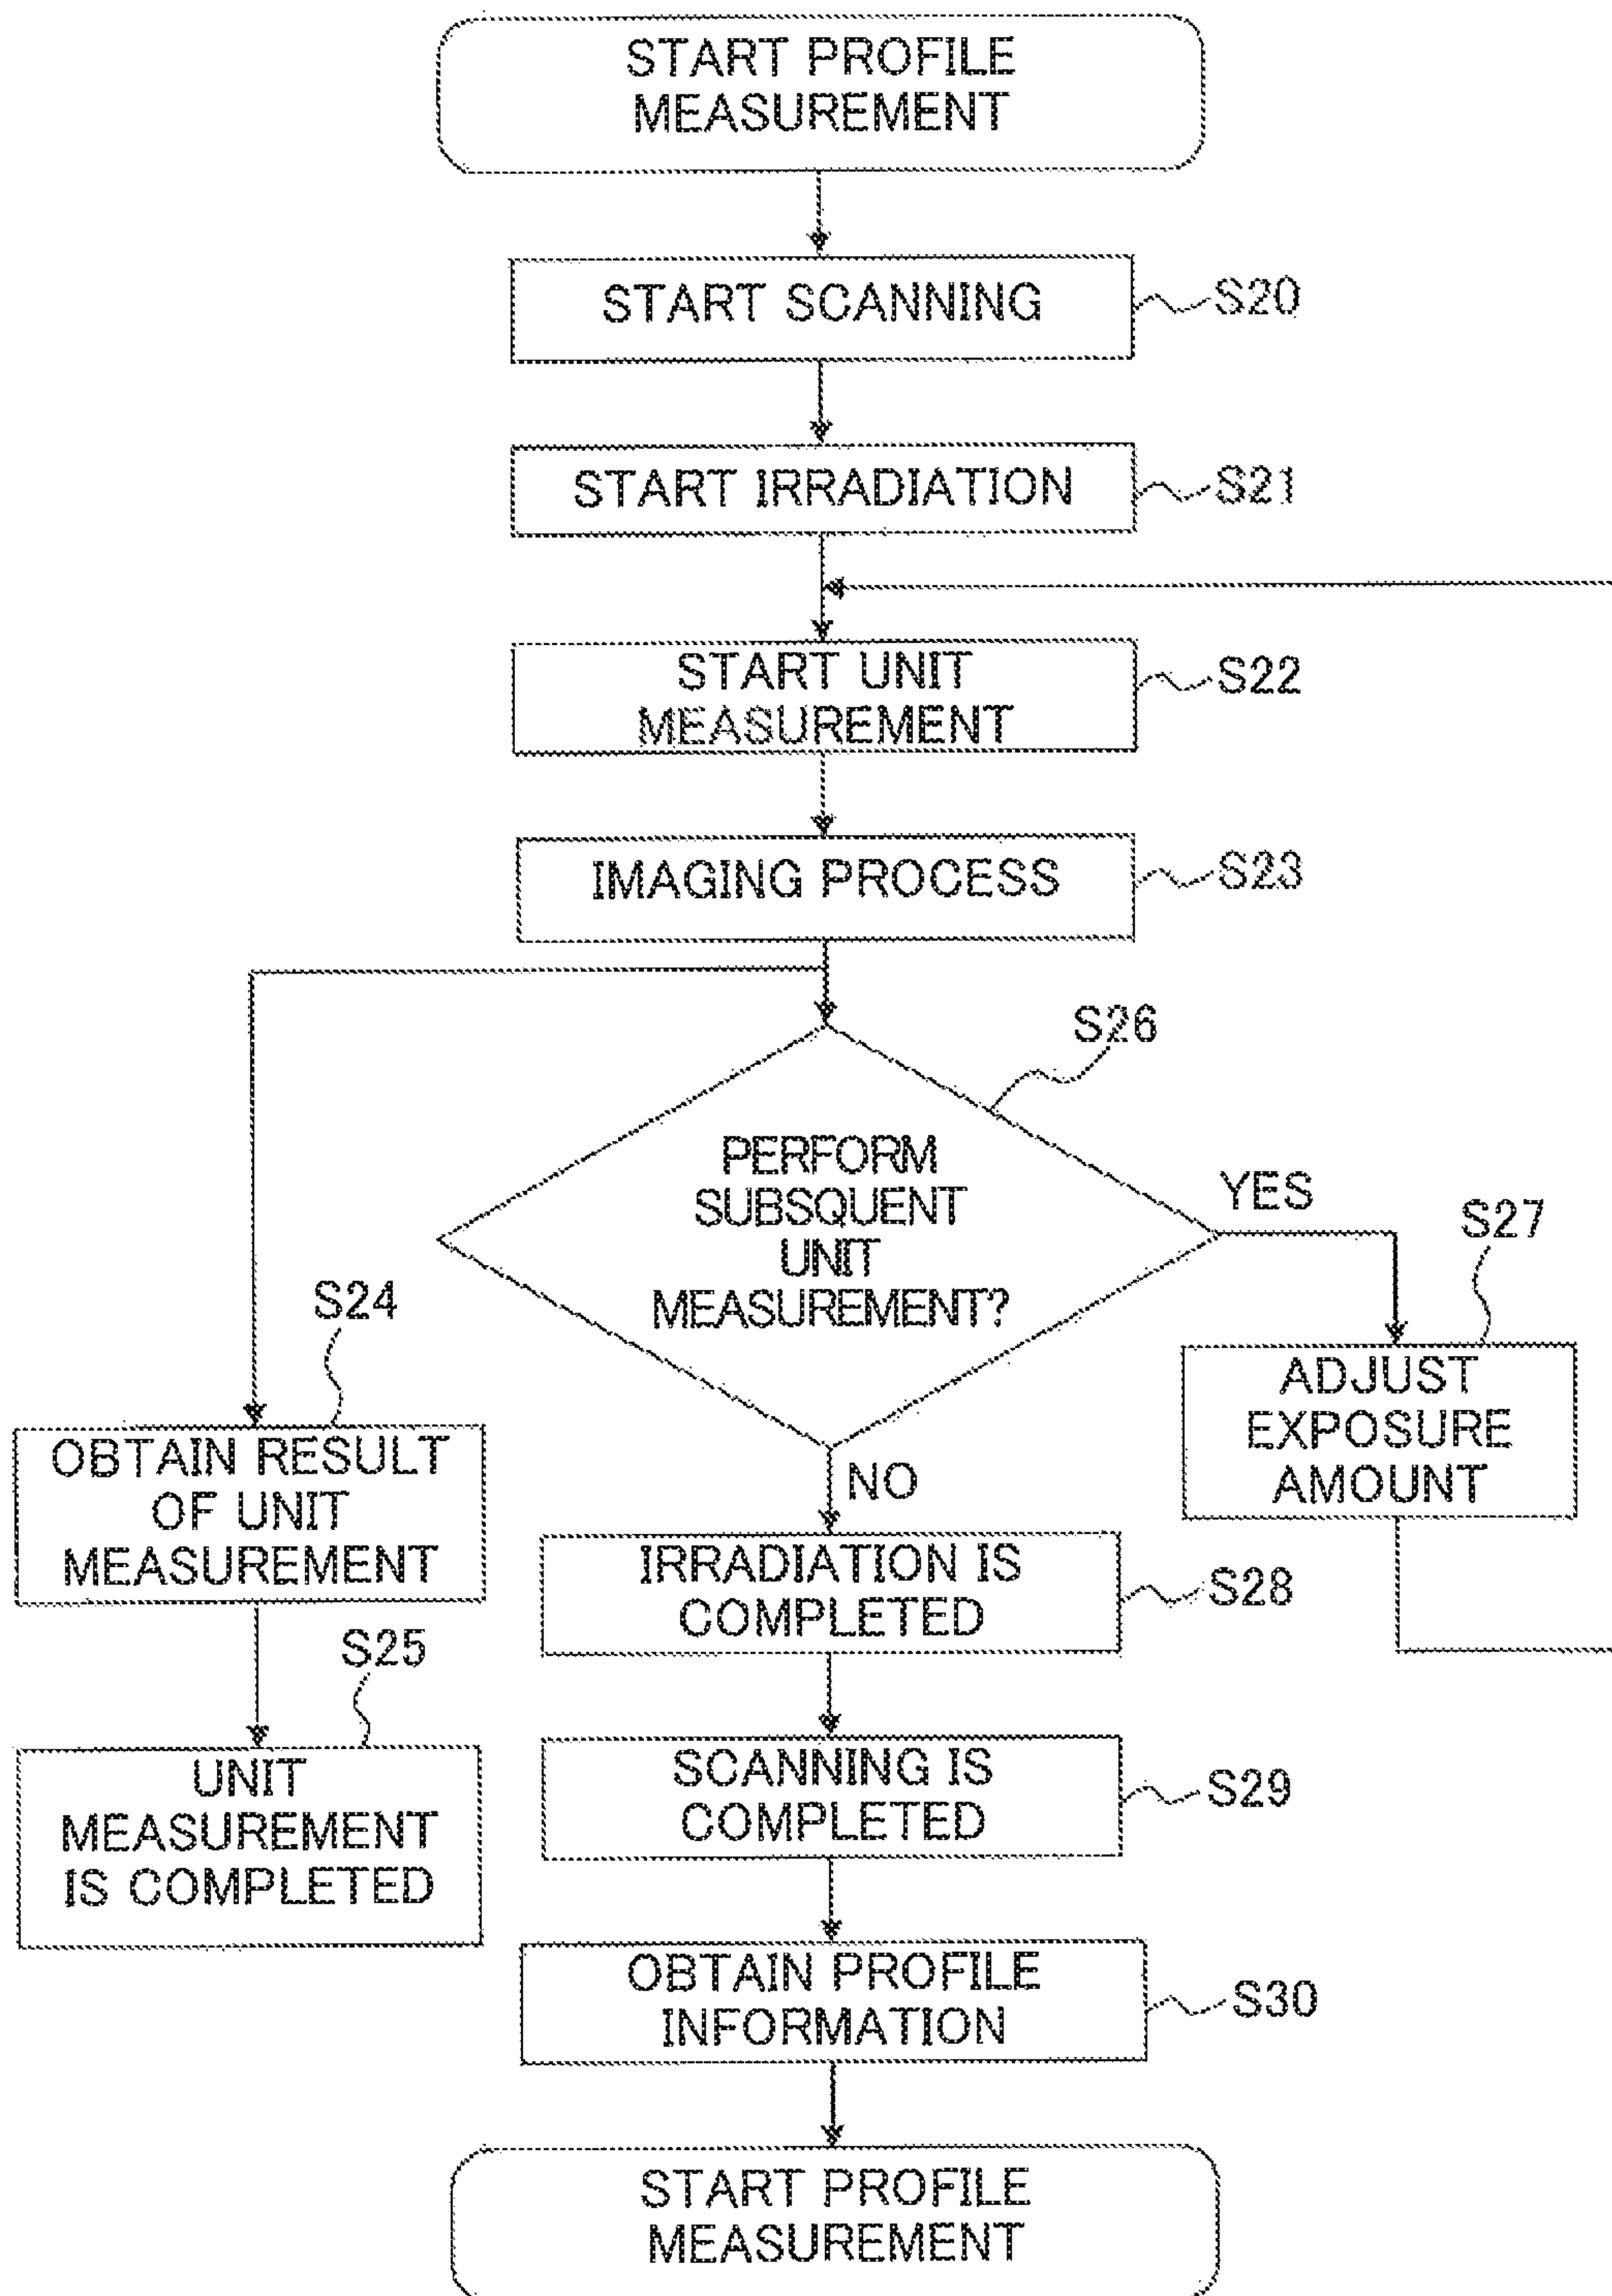 START PROFILE
MEASUREMENT
START SCANNING
S20
START IRRADIATION
S21
START UNIT
MEASUREMENT
S22
IMAGING PROCESS
S23
S26
PERFORM
SUBSQUENT
UNIT
MEASUREMENT?
YES
S27
ADJUST
EXPOSURE
AMOUNT
S24
OBTAIN RESULT
OF UNIT
MEASUREMENT
NO
IRRADIATION IS
COMPLETED
S28
S25
UNIT
MEASUREMENT
IS COMPLETED
SCANNING IS
COMPLETED
S29
OBTAIN PROFILE
INFORMATION
S30
START PROFILE
MEASUREMENT